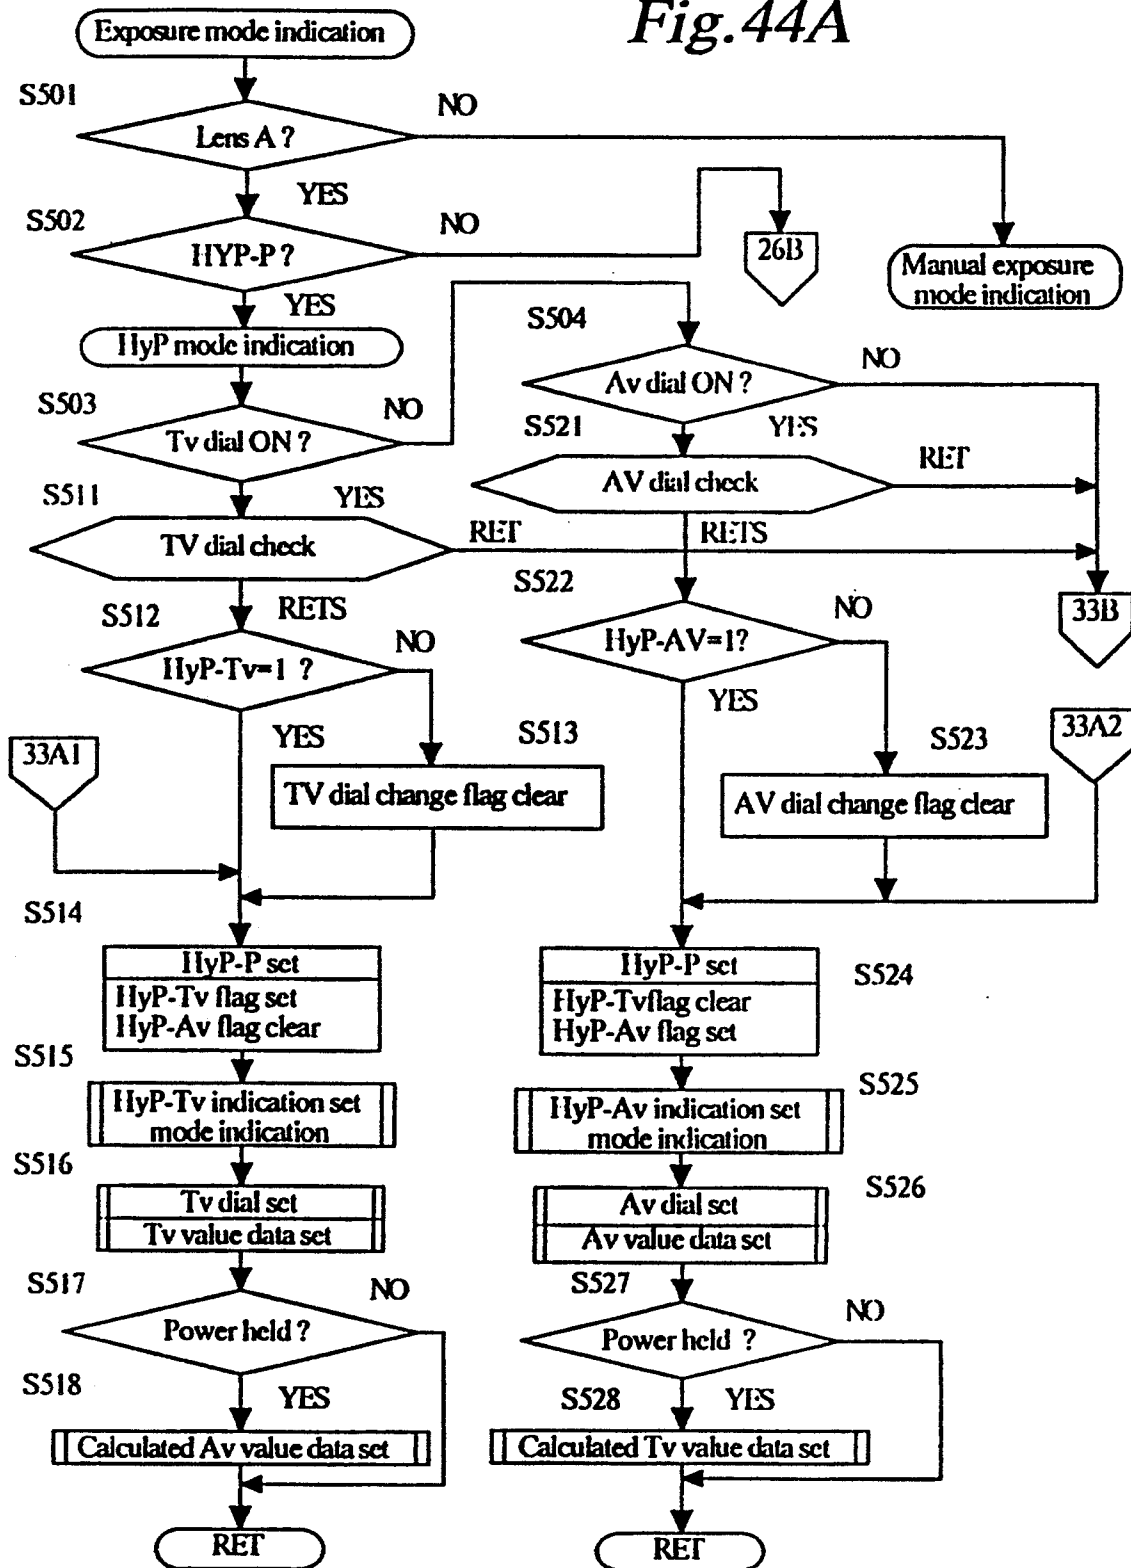 Fig.44A
Exposure mode indication
S501
Lens A ?
NO
YES
S502
HYP-P ?
NO
26B
Manual exposure
mode indication
YES
HyP mode indication
S504
Av dial ON ?
NO
S503
Tv dial ON ?
NO
S521
YES
AV dial check
RET
S511
YES
TV dial check
RET
RETS
S522
RETS
S512
HyP-Tv=1 ?
NO
HyP-AV=1?
NO
33B
YES
YES
33A1
S513
TV dial change flag clear
S523
AV dial change flag clear
33A2
S514
HyP-P set
HyP-Tv flag set
HyP-Av flag clear
HyP-P set
HyP-Tvflag clear
HyP-Av flag set
S524
S515
HyP-Tv indication set
mode indication
HyP-Av indication set
mode indication
S525
S516
Tv dial set
Tv value data set
Av dial set
Av value data set
S526
S517
Power held ?
NO
S527
Power held ?
NO
S518
YES
Calculated Av value data set
S528
YES
Calculated Tv value data set
RET
RET